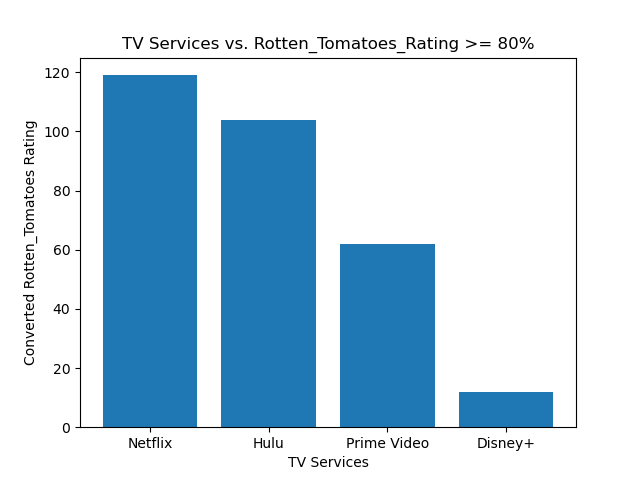 TV Services vs. Rotten_Tomatoes_Rating >= 80%
Converted Rotten_Tomatoes Rating
120
100
80
60
40
20
0
Netflix Hulu Prime Video Disney+
TV Services